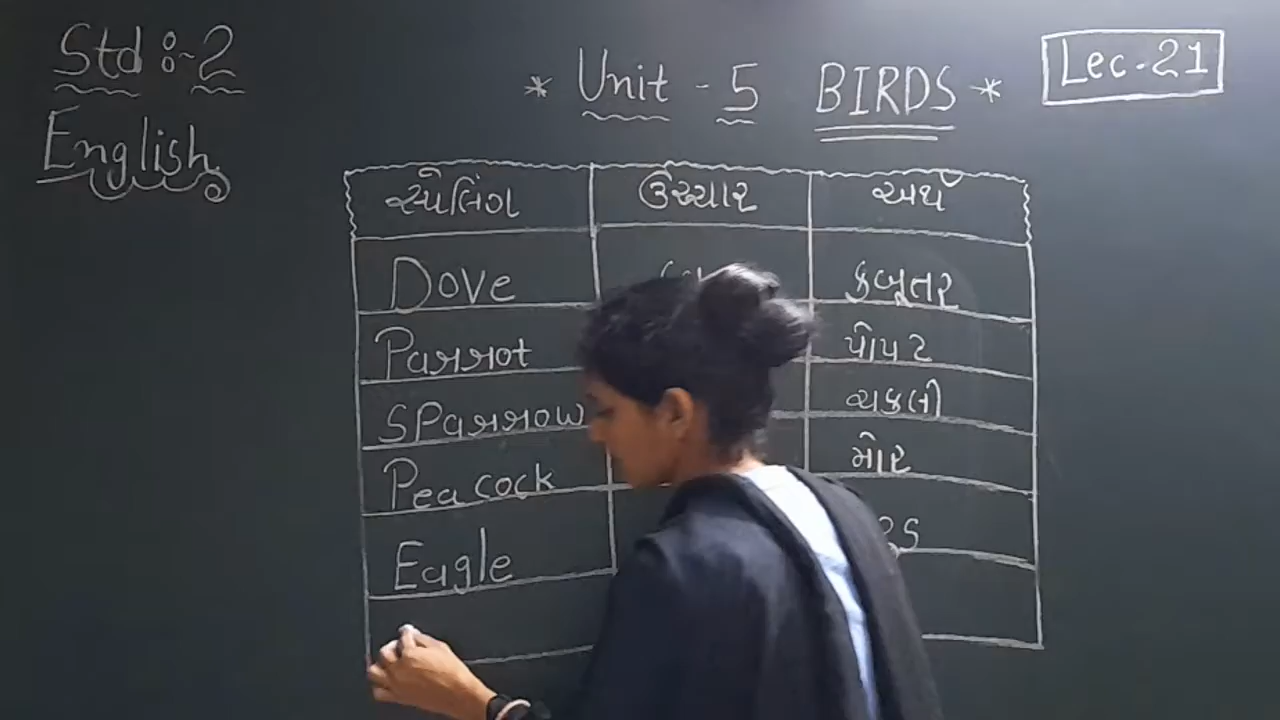 Std :- 2
English
* Unit - 5 BIRDS *
Lec. 21
સ્પેલિંગ ઉચ્ચાર અર્થ
Dove કબૂતર
Parrot પોપટ
SParrow ચકલી
Peacock મોર
Eagle